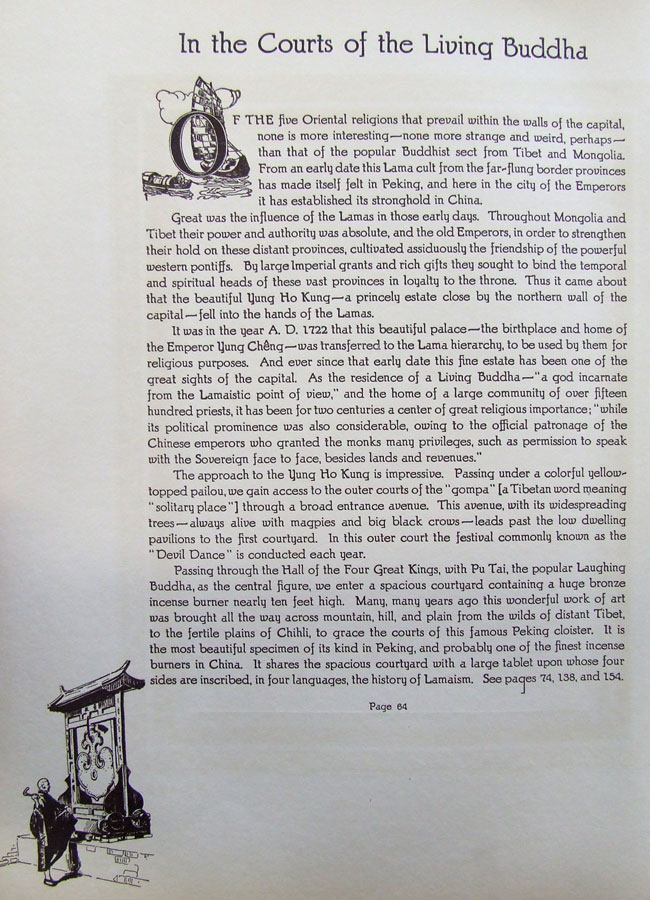 In the Courts of the Living Buddha
OF THE five Oriental religions that prevail within the walls of the capital,
none is more interesting—none more strange and weird, perhaps—
than that of the popular Buddhist sect from Tibet and Mongolia.
From an early date this Lama cult from the far-flung border provinces
has made itself felt in Peking, and here in the city of the Emperors
it has established its stronghold in China.
Great was the influence of the Lamas in those early days. Throughout Mongolia and
Tibet their power and authority was absolute, and the old Emperors, in order to strengthen
their hold on these distant provinces, cultivated assiduously the friendship of the powerful
western pontiffs. By large Imperial grants and rich gifts they sought to bind the temporal
and spiritual heads of these vast provinces in loyalty to the throne. Thus it came about
that the beautiful Yung Ho Kung—a princely estate close by the northern wall of the
capital—fell into the hands of the Lamas.
It was in the year A. D. 1722 that this beautiful palace—the birthplace and home of
the Emperor Yung Chêng—was transferred to the Lama hierarchy, to be used by them for
religious purposes. And ever since that early date this fine estate has been one of the
great sights of the capital. As the residence of a Living Buddha—"a god incarnate
from the Lamaistic point of view," and the home of a large community of over fifteen
hundred priests, it has been for two centuries a center of great religious importance; "while
its political prominence was also considerable, owing to the official patronage of the
Chinese emperors who granted the monks many privileges, such as permission to speak
with the Sovereign face to face, besides lands and revenues."
The approach to the Yung Ho Kung is impressive. Passing under a colorful yellow-
topped pailou, we gain access to the outer courts of the "gompa" [a Tibetan word meaning
"solitary place"] through a broad entrance avenue. This avenue, with its widespreading
trees—always alive with magpies and big black crows—leads past the low dwelling
pavilions to the first courtyard. In this outer court the festival commonly known as the
"Devil Dance" is conducted each year.
Passing through the Hall of the Four Great Kings, with Pu Tai, the popular Laughing
Buddha, as the central figure, we enter a spacious courtyard containing a huge bronze
incense burner nearly ten feet high. Many, many years ago this wonderful work of art
was brought all the way across mountain, hill, and plain from the wilds of distant Tibet,
to the fertile plains of Chihli, to grace the courts of this famous Peking cloister. It is
the most beautiful specimen of its kind in Peking, and probably one of the finest incense
burners in China. It shares the spacious courtyard with a large tablet upon whose four
sides are inscribed, in four languages, the history of Lamaism. See pages 74, 138, and 154.
Page 64